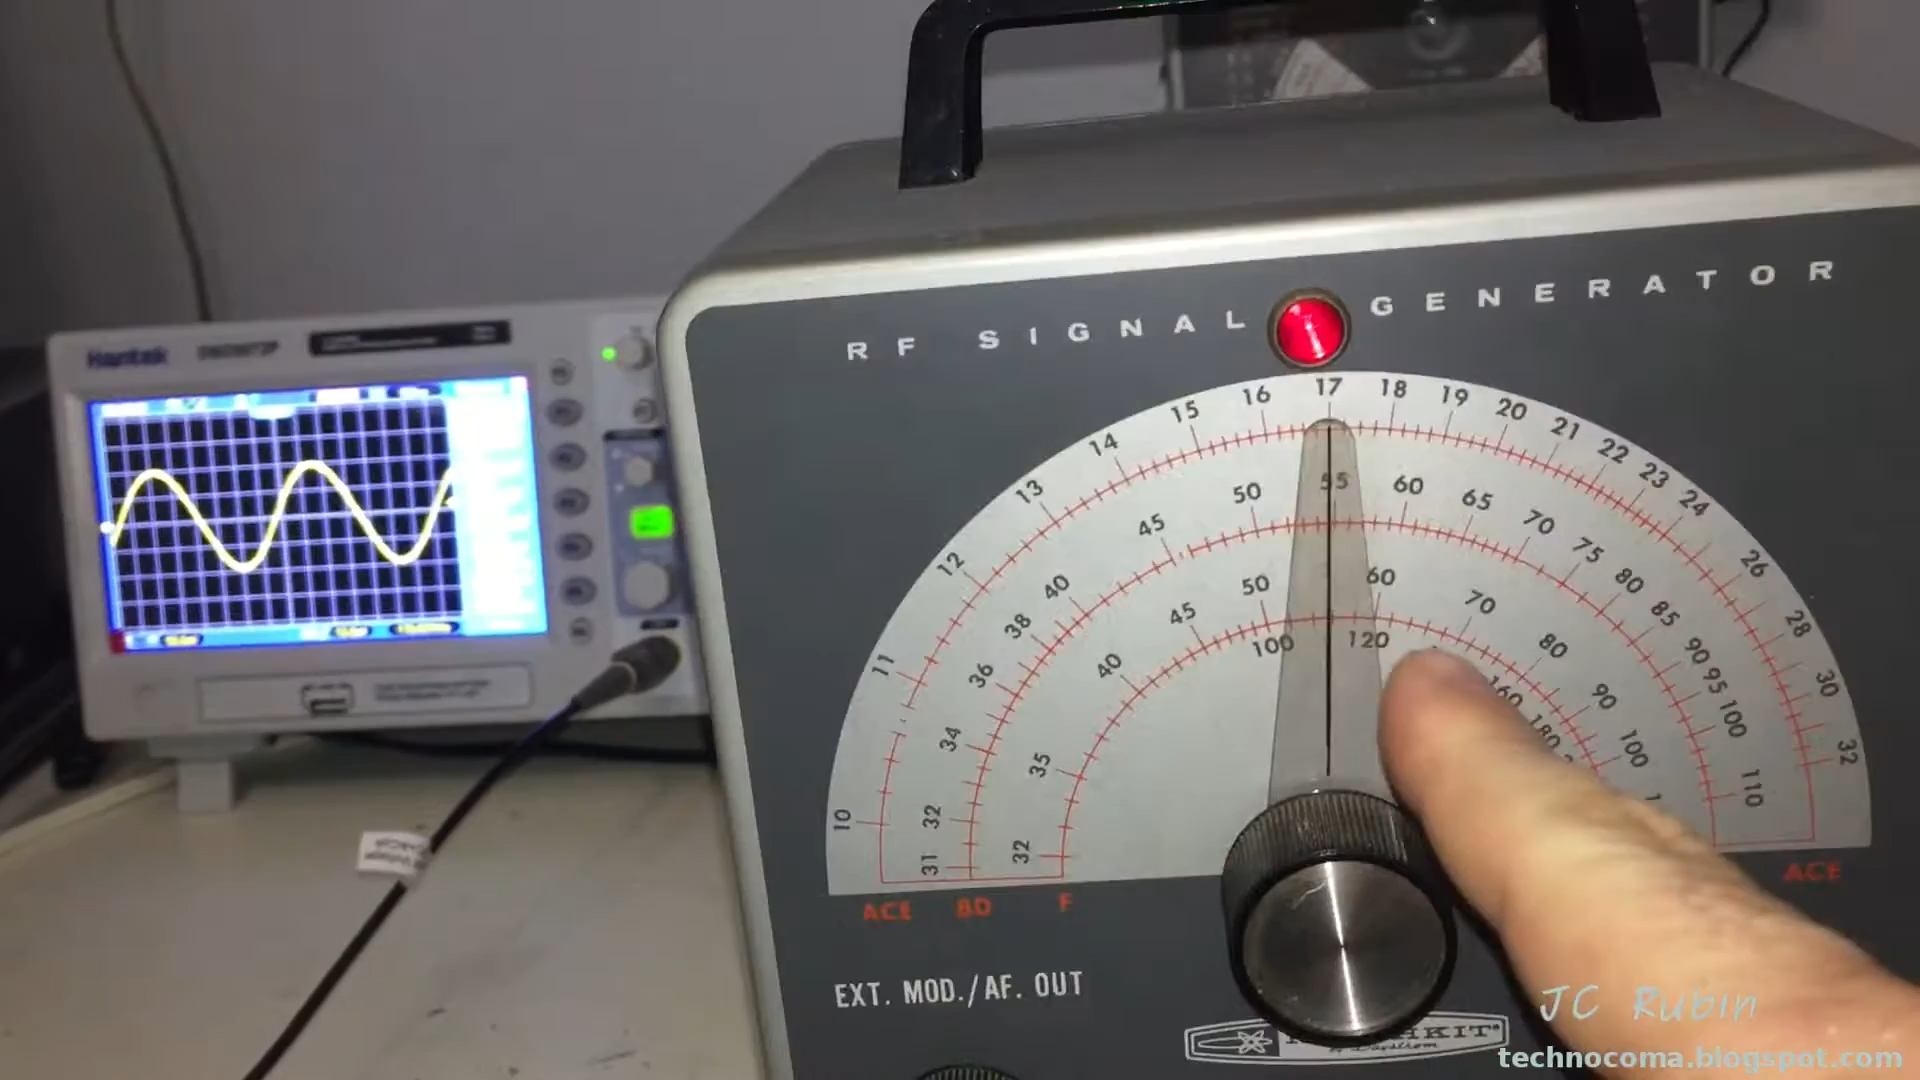 Hantek
RF SIGNAL GENERATOR
10 11 12 13 14 15 16 17 18 19 20 21 22 23 24 26 28 30 32
31 32 34 36 38 40 45 50 55 60 65 70 75 80 85 90 95 100 110
32 35 40 45 50 60 70 80 90 100
100 120 160 180
ACE BD F ACE
EXT. MOD./AF. OUT
JC Rubin
technocoma.blogspot.com